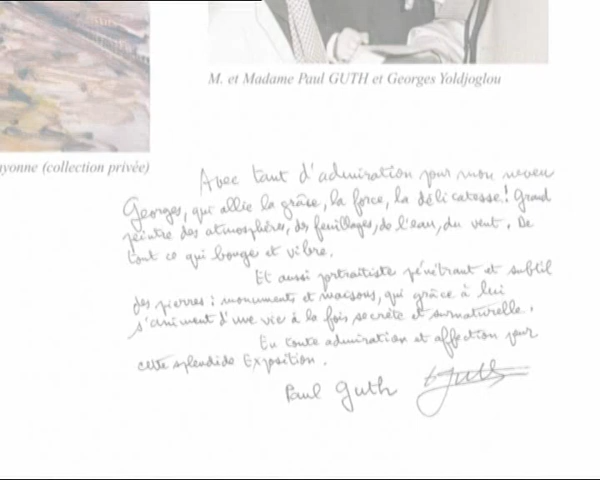 M. et Madame Paul GUTH et Georges Yoldjoglou
ayonne (collection privée)
Avec tant d'admiration pour mon neveu
Georges, qui allie la grâce, la force, la délicatesse! Grand
peintre des atmosphères, des feuillages, de l'eau, du vent. De
tout ce qui bouge et vibre.
Et aussi portraitiste pénétrant et subtil
des pierres : monuments et maisons, qui grâce à lui
s'animent d'une vie à la fois secrète et surnaturelle.
En toute admiration et affection pour
cette splendide Exposition.
Paul Guth